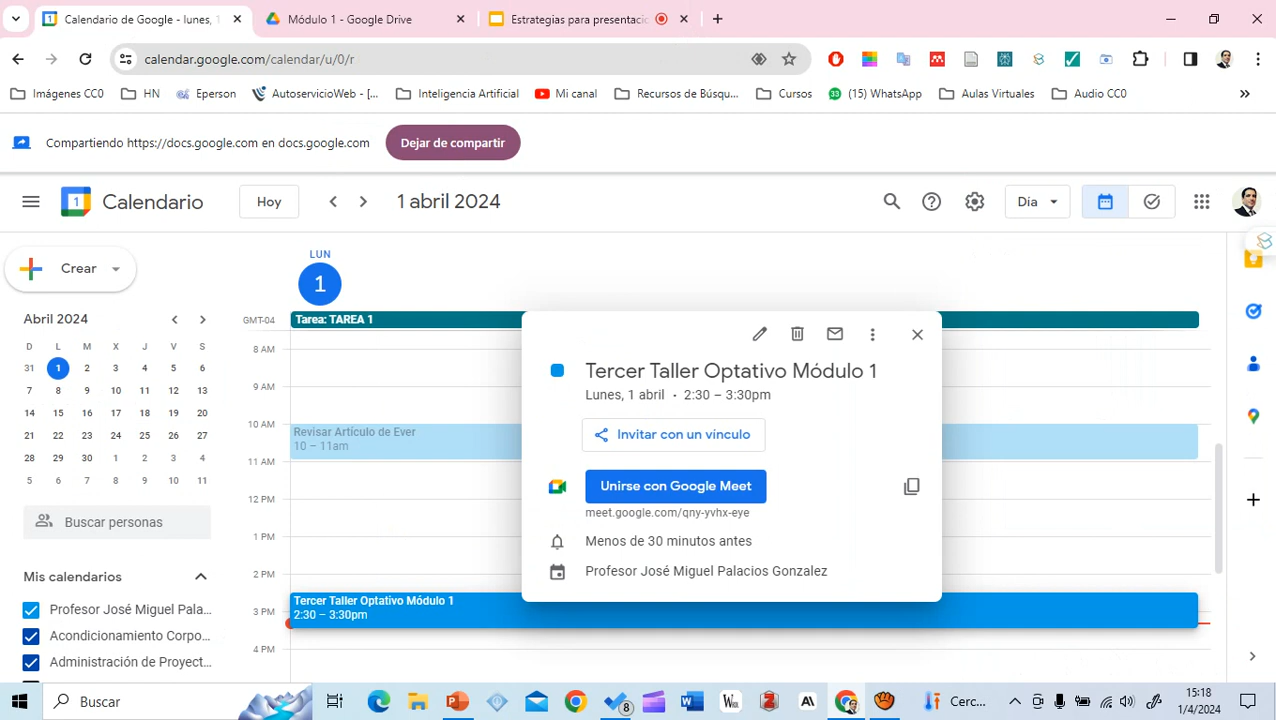 Calendario de Google - lunes, 1
Módulo 1 - Google Drive
Estrategias para presentacio
calendar.google.com/calendar/u/0/r
Imágenes CC0
HN
Eperson
AutoservicioWeb - [...
Inteligencia Artificial
Mi canal
Recursos de Búsqu...
Cursos
(15) WhatsApp
Aulas Virtuales
Audio CC0
Compartiendo https://docs.google.com en docs.google.com
Dejar de compartir
1
Calendario
Hoy
1 abril 2024
Día
Crear
LUN
1
Abril 2024
D L M X J V S
31 1 2 3 4 5 6
7 8 9 10 11 12 13
14 15 16 17 18 19 20
21 22 23 24 25 26 27
28 29 30 1 2 3 4
5 6 7 8 9 10 11
Buscar personas
Mis calendarios
Profesor José Miguel Pala...
Acondicionamiento Corpo...
Administración de Proyect...
GMT-04
Tarea: TAREA 1
8 AM
9 AM
10 AM
Revisar Artículo de Ever
10 – 11am
11 AM
12 PM
1 PM
2 PM
Tercer Taller Optativo Módulo 1
2:30 – 3:30pm
3 PM
4 PM
Tercer Taller Optativo Módulo 1
Lunes, 1 abril · 2:30 – 3:30pm
Invitar con un vínculo
Unirse con Google Meet
meet.google.com/qny-yvhx-eye
Menos de 30 minutos antes
Profesor José Miguel Palacios Gonzalez
Buscar
8
Cerc...
15:18
1/4/2024